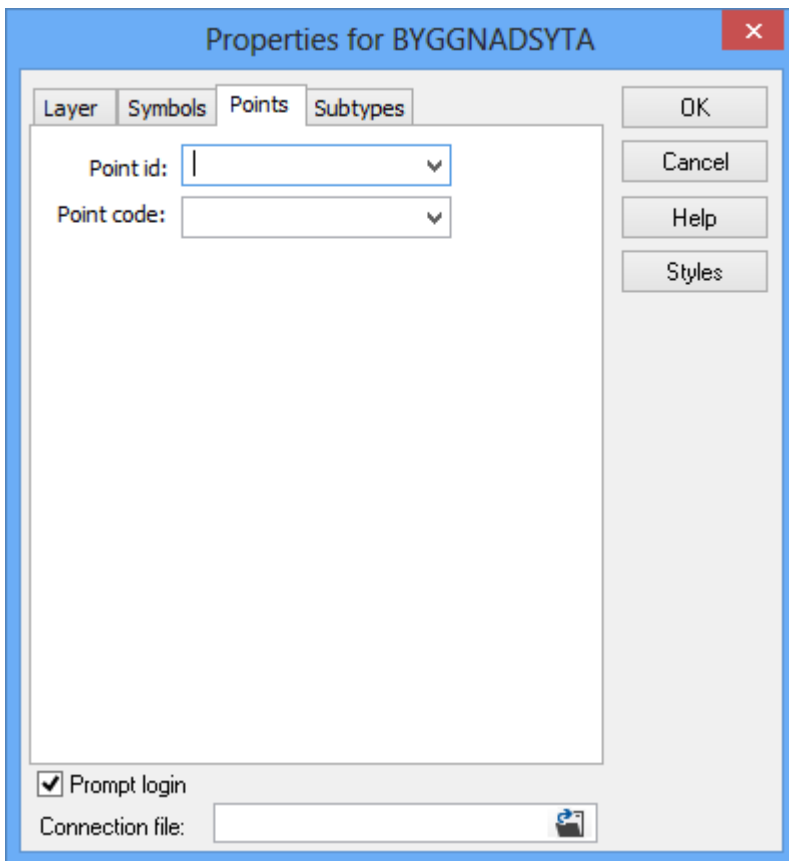 Properties for BYGGNADSYTA
Layer Symbols Points Subtypes
OK
Point id:
Cancel
Point code:
Help
Styles
Prompt login
Connection file: